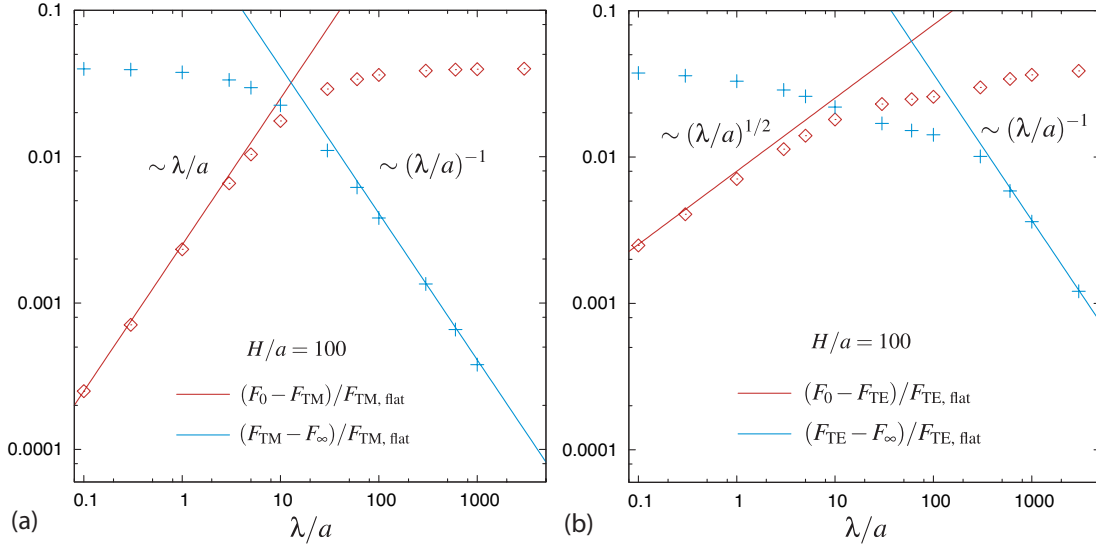 0.1
0.01
0.001
0.0001
0.1 1 10 100 1000
λ/a
(a)
∼ λ/a
∼ (λ/a)⁻¹
H/a = 100
(F₀ − F_TM)/F_TM, flat
(F_TM − F_∞)/F_TM, flat
0.1
0.01
0.001
0.0001
0.1 1 10 100 1000
λ/a
(b)
∼ (λ/a)^1/2
∼ (λ/a)⁻¹
H/a = 100
(F₀ − F_TE)/F_TE, flat
(F_TE − F_∞)/F_TE, flat